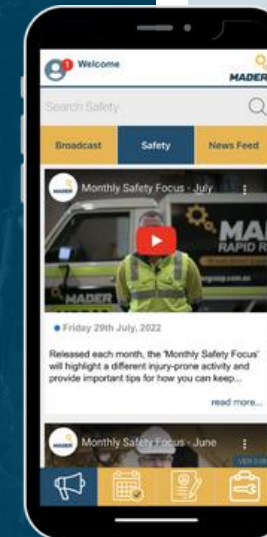 Welcome
MADER
Search Safety
Broadcast
Safety
News Feed
MADER
Monthly Safety Focus - July
MA
RAPID R
MADER
Friday 29th July, 2022
Released each month, the 'Monthly Safety Focus'
will highlight a different injury-prone activity and
provide important tips for how you can keep...
read more...
MADER
Monthly Safety Focus - June